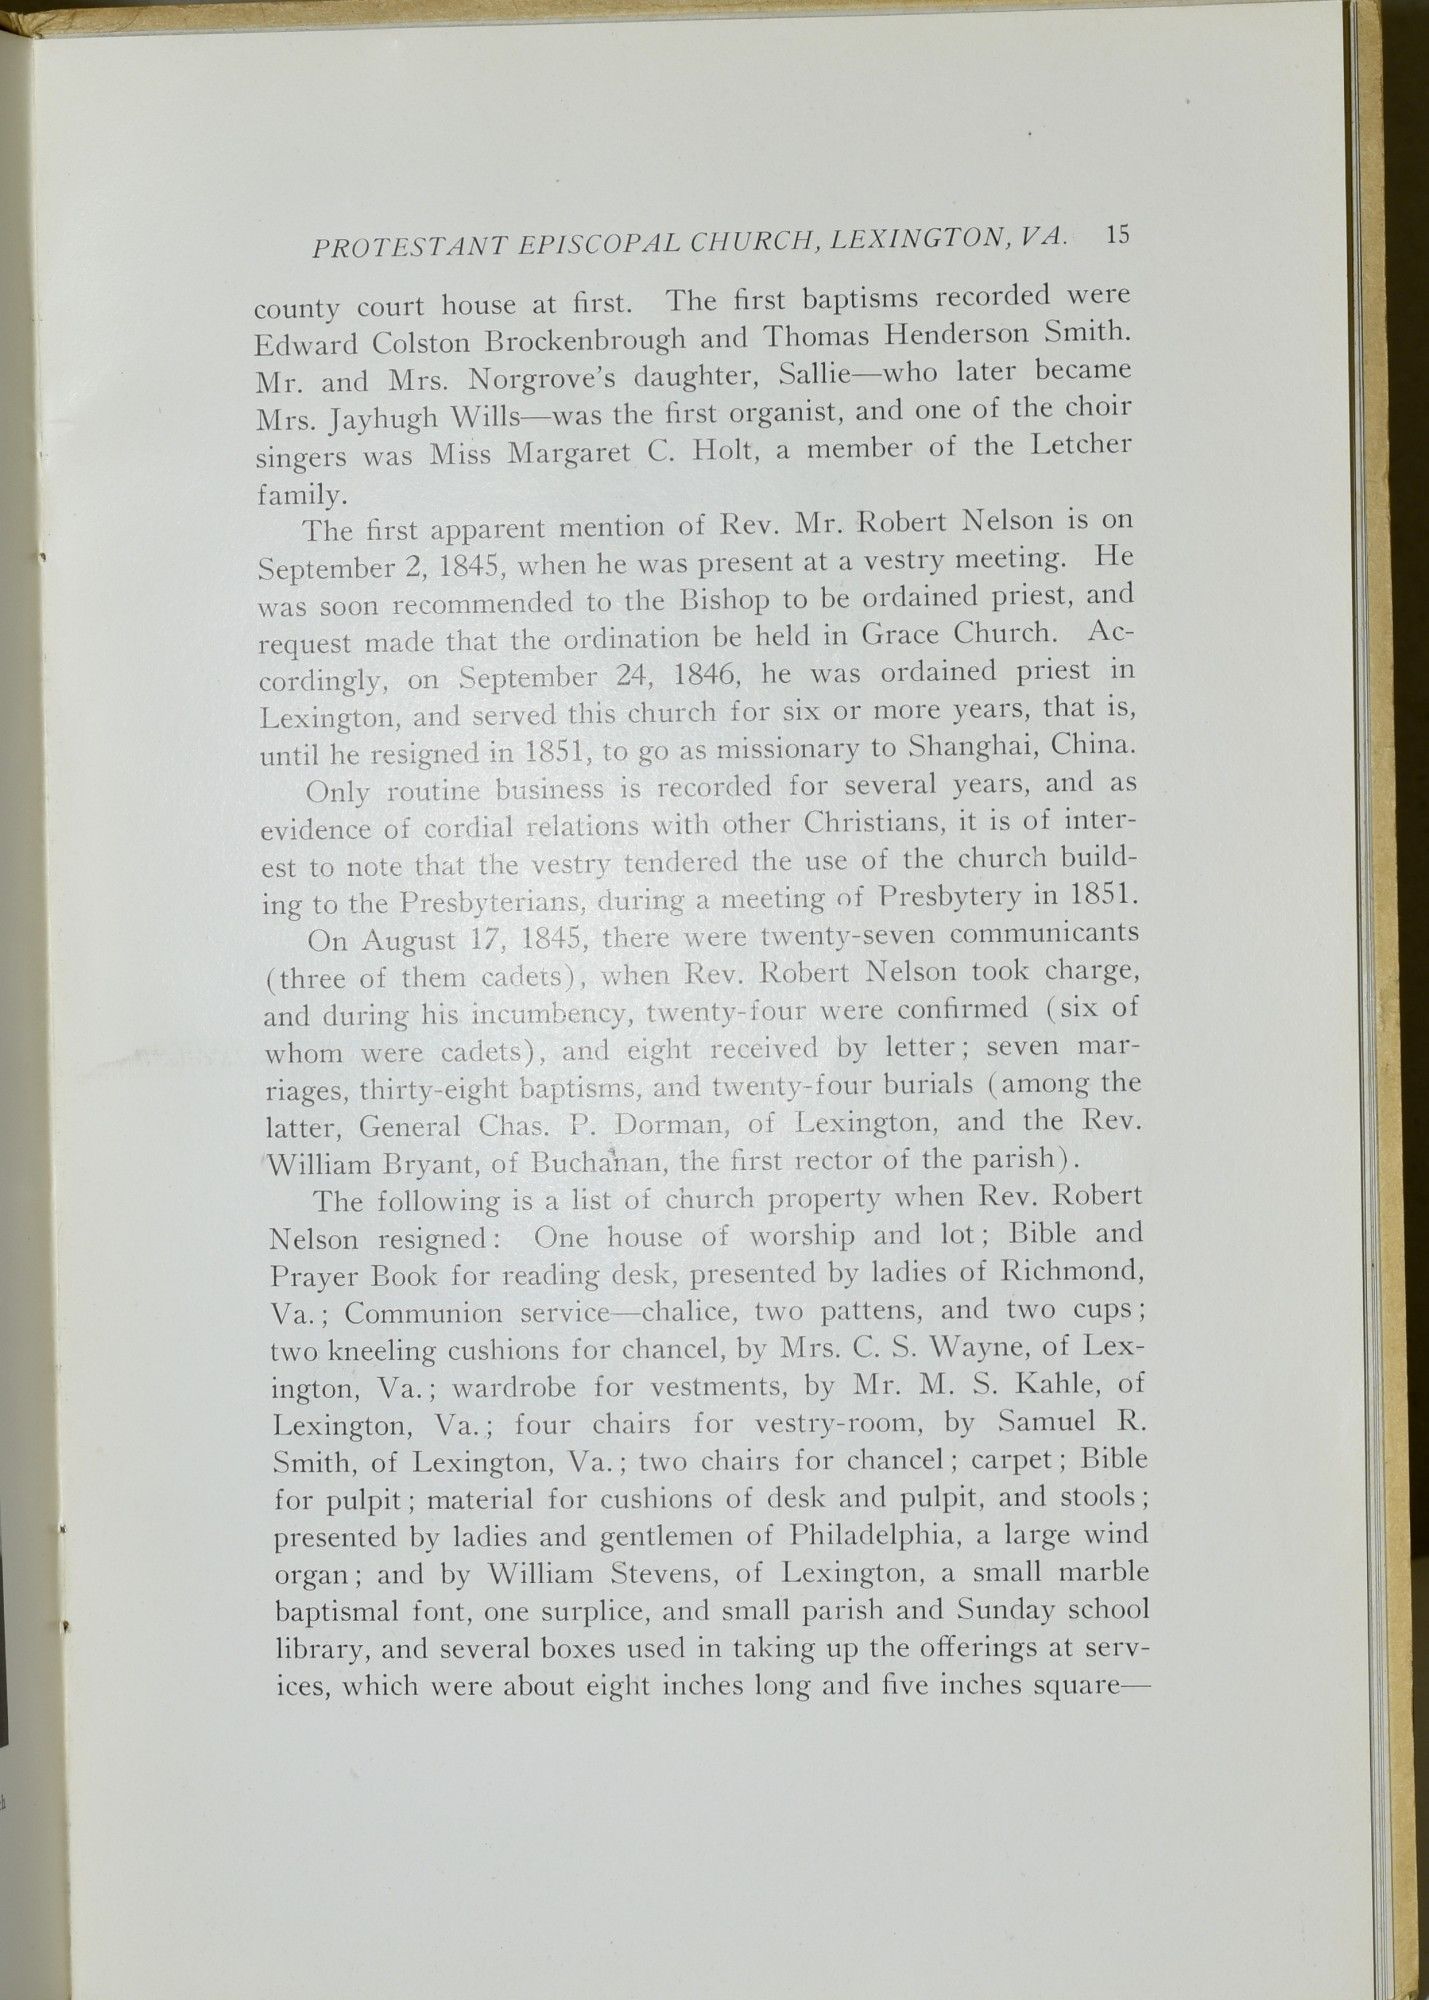 PROTESTANT EPISCOPAL CHURCH, LEXINGTON, VA. 15
county court house at first. The first baptisms recorded were
Edward Colston Brockenbrough and Thomas Henderson Smith.
Mr. and Mrs. Norgrove's daughter, Sallie—who later became
Mrs. Jayhugh Wills—was the first organist, and one of the choir
singers was Miss Margaret C. Holt, a member of the Letcher
family.
The first apparent mention of Rev. Mr. Robert Nelson is on
September 2, 1845, when he was present at a vestry meeting. He
was soon recommended to the Bishop to be ordained priest, and
request made that the ordination be held in Grace Church. Ac-
cordingly, on September 24, 1846, he was ordained priest in
Lexington, and served this church for six or more years, that is,
until he resigned in 1851, to go as missionary to Shanghai, China.
Only routine business is recorded for several years, and as
evidence of cordial relations with other Christians, it is of inter-
est to note that the vestry tendered the use of the church build-
ing to the Presbyterians, during a meeting of Presbytery in 1851.
On August 17, 1845, there were twenty-seven communicants
(three of them cadets), when Rev. Robert Nelson took charge,
and during his incumbency, twenty-four were confirmed (six of
whom were cadets), and eight received by letter; seven mar-
riages, thirty-eight baptisms, and twenty-four burials (among the
latter, General Chas. P. Dorman, of Lexington, and the Rev.
William Bryant, of Buchanan, the first rector of the parish).
The following is a list of church property when Rev. Robert
Nelson resigned: One house of worship and lot; Bible and
Prayer Book for reading desk, presented by ladies of Richmond,
Va.; Communion service—chalice, two pattens, and two cups;
two kneeling cushions for chancel, by Mrs. C. S. Wayne, of Lex-
ington, Va.; wardrobe for vestments, by Mr. M. S. Kahle, of
Lexington, Va.; four chairs for vestry-room, by Samuel R.
Smith, of Lexington, Va.; two chairs for chancel; carpet; Bible
for pulpit; material for cushions of desk and pulpit, and stools;
presented by ladies and gentlemen of Philadelphia, a large wind
organ; and by William Stevens, of Lexington, a small marble
baptismal font, one surplice, and small parish and Sunday school
library, and several boxes used in taking up the offerings at serv-
ices, which were about eight inches long and five inches square—